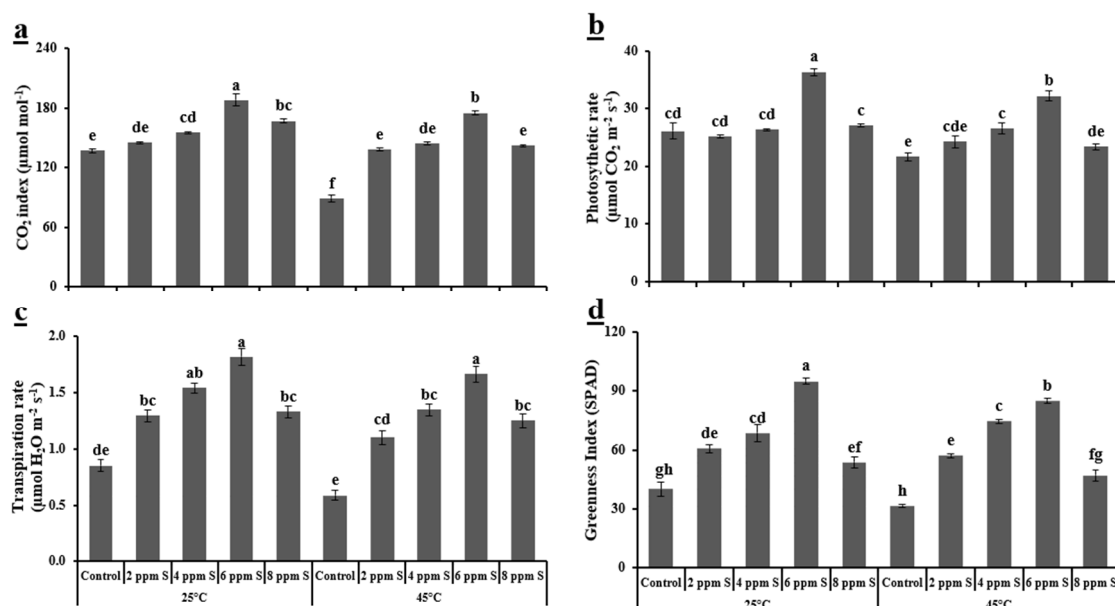 a
CO₂ index (µmol mol⁻¹)
240
180
120
60
0
e de cd a bc f e de b e
b
Photosythetic rate
(µmol CO₂ m⁻² s⁻¹)
40
30
20
10
0
cd cd cd a c e cde c b de
c
Transpiration rate
(µmol H₂O m⁻² s⁻¹)
2.0
1.5
1.0
0.5
0.0
de bc ab a bc e cd bc a bc
Control 2 ppm S 4 ppm S 6 ppm S 8 ppm S Control 2 ppm S 4 ppm S 6 ppm S 8 ppm S
25°C 45°C
d
Greenness Index (SPAD)
120
90
60
30
0
gh de cd a ef h e c b fg
Control 2 ppm S 4 ppm S 6 ppm S 8 ppm S Control 2 ppm S 4 ppm S 6 ppm S 8 ppm S
25°C 45°C